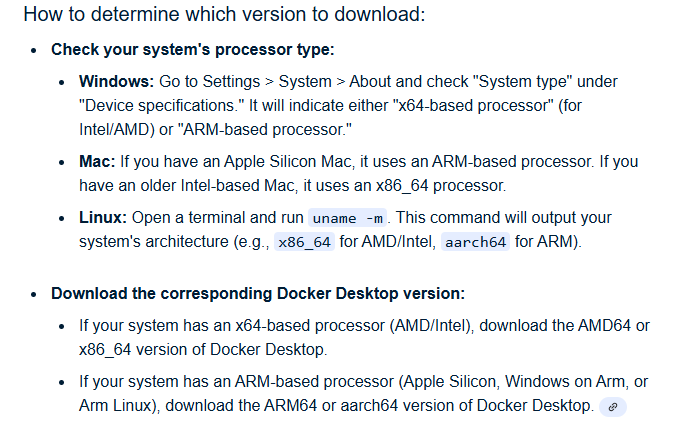 How to determine which version to download:
Check your system's processor type:
Windows: Go to Settings > System > About and check "System type" under
"Device specifications." It will indicate either "x64-based processor" (for
Intel/AMD) or "ARM-based processor."
Mac: If you have an Apple Silicon Mac, it uses an ARM-based processor. If you
have an older Intel-based Mac, it uses an x86_64 processor.
Linux: Open a terminal and run uname -m. This command will output your
system's architecture (e.g., x86_64 for AMD/Intel, aarch64 for ARM).
Download the corresponding Docker Desktop version:
If your system has an x64-based processor (AMD/Intel), download the AMD64 or
x86_64 version of Docker Desktop.
If your system has an ARM-based processor (Apple Silicon, Windows on Arm, or
Arm Linux), download the ARM64 or aarch64 version of Docker Desktop.